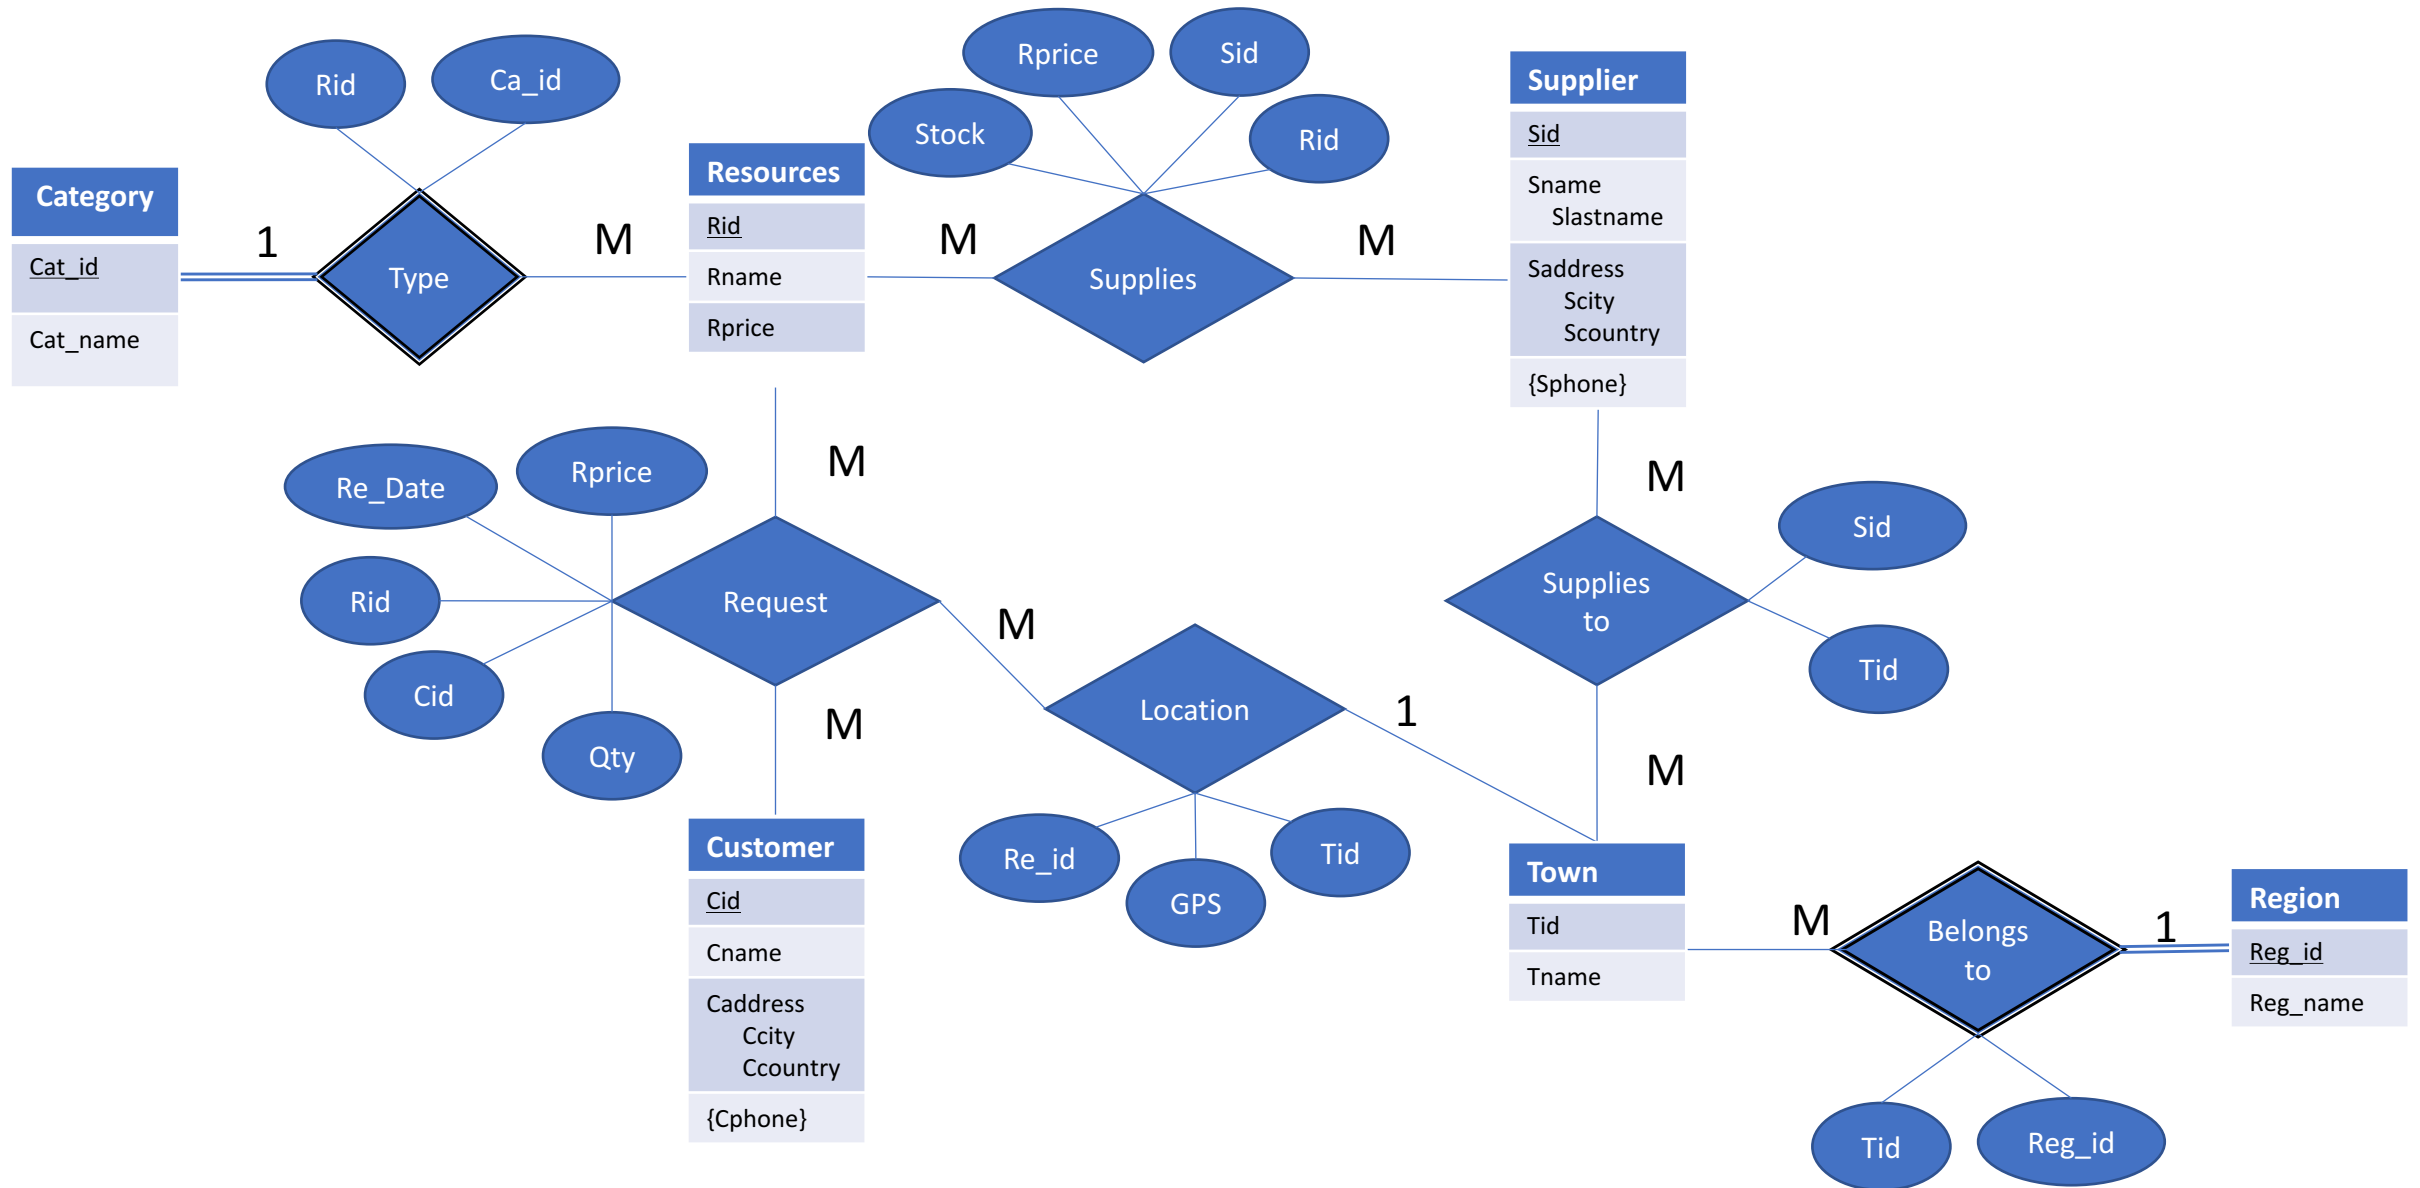 Rprice
Sid
Rid
Ca_id
Supplier
Stock
Rid
Sid
Resources
Category
Sname
Slastname
Rid
1
M
M
M
Cat_id
Type
Rname
Supplies
Saddress
Scity
Scountry
Cat_name
Rprice
{Sphone}
M
Rprice
Re_Date
M
Sid
Rid
Request
Supplies
to
M
Cid
M
Location
1
Tid
Qty
M
Customer
Re_id
Tid
Town
Cid
GPS
Region
Tid
M
Belongs
to
1
Reg_id
Cname
Tname
Reg_name
Caddress
Ccity
Ccountry
{Cphone}
Tid
Reg_id